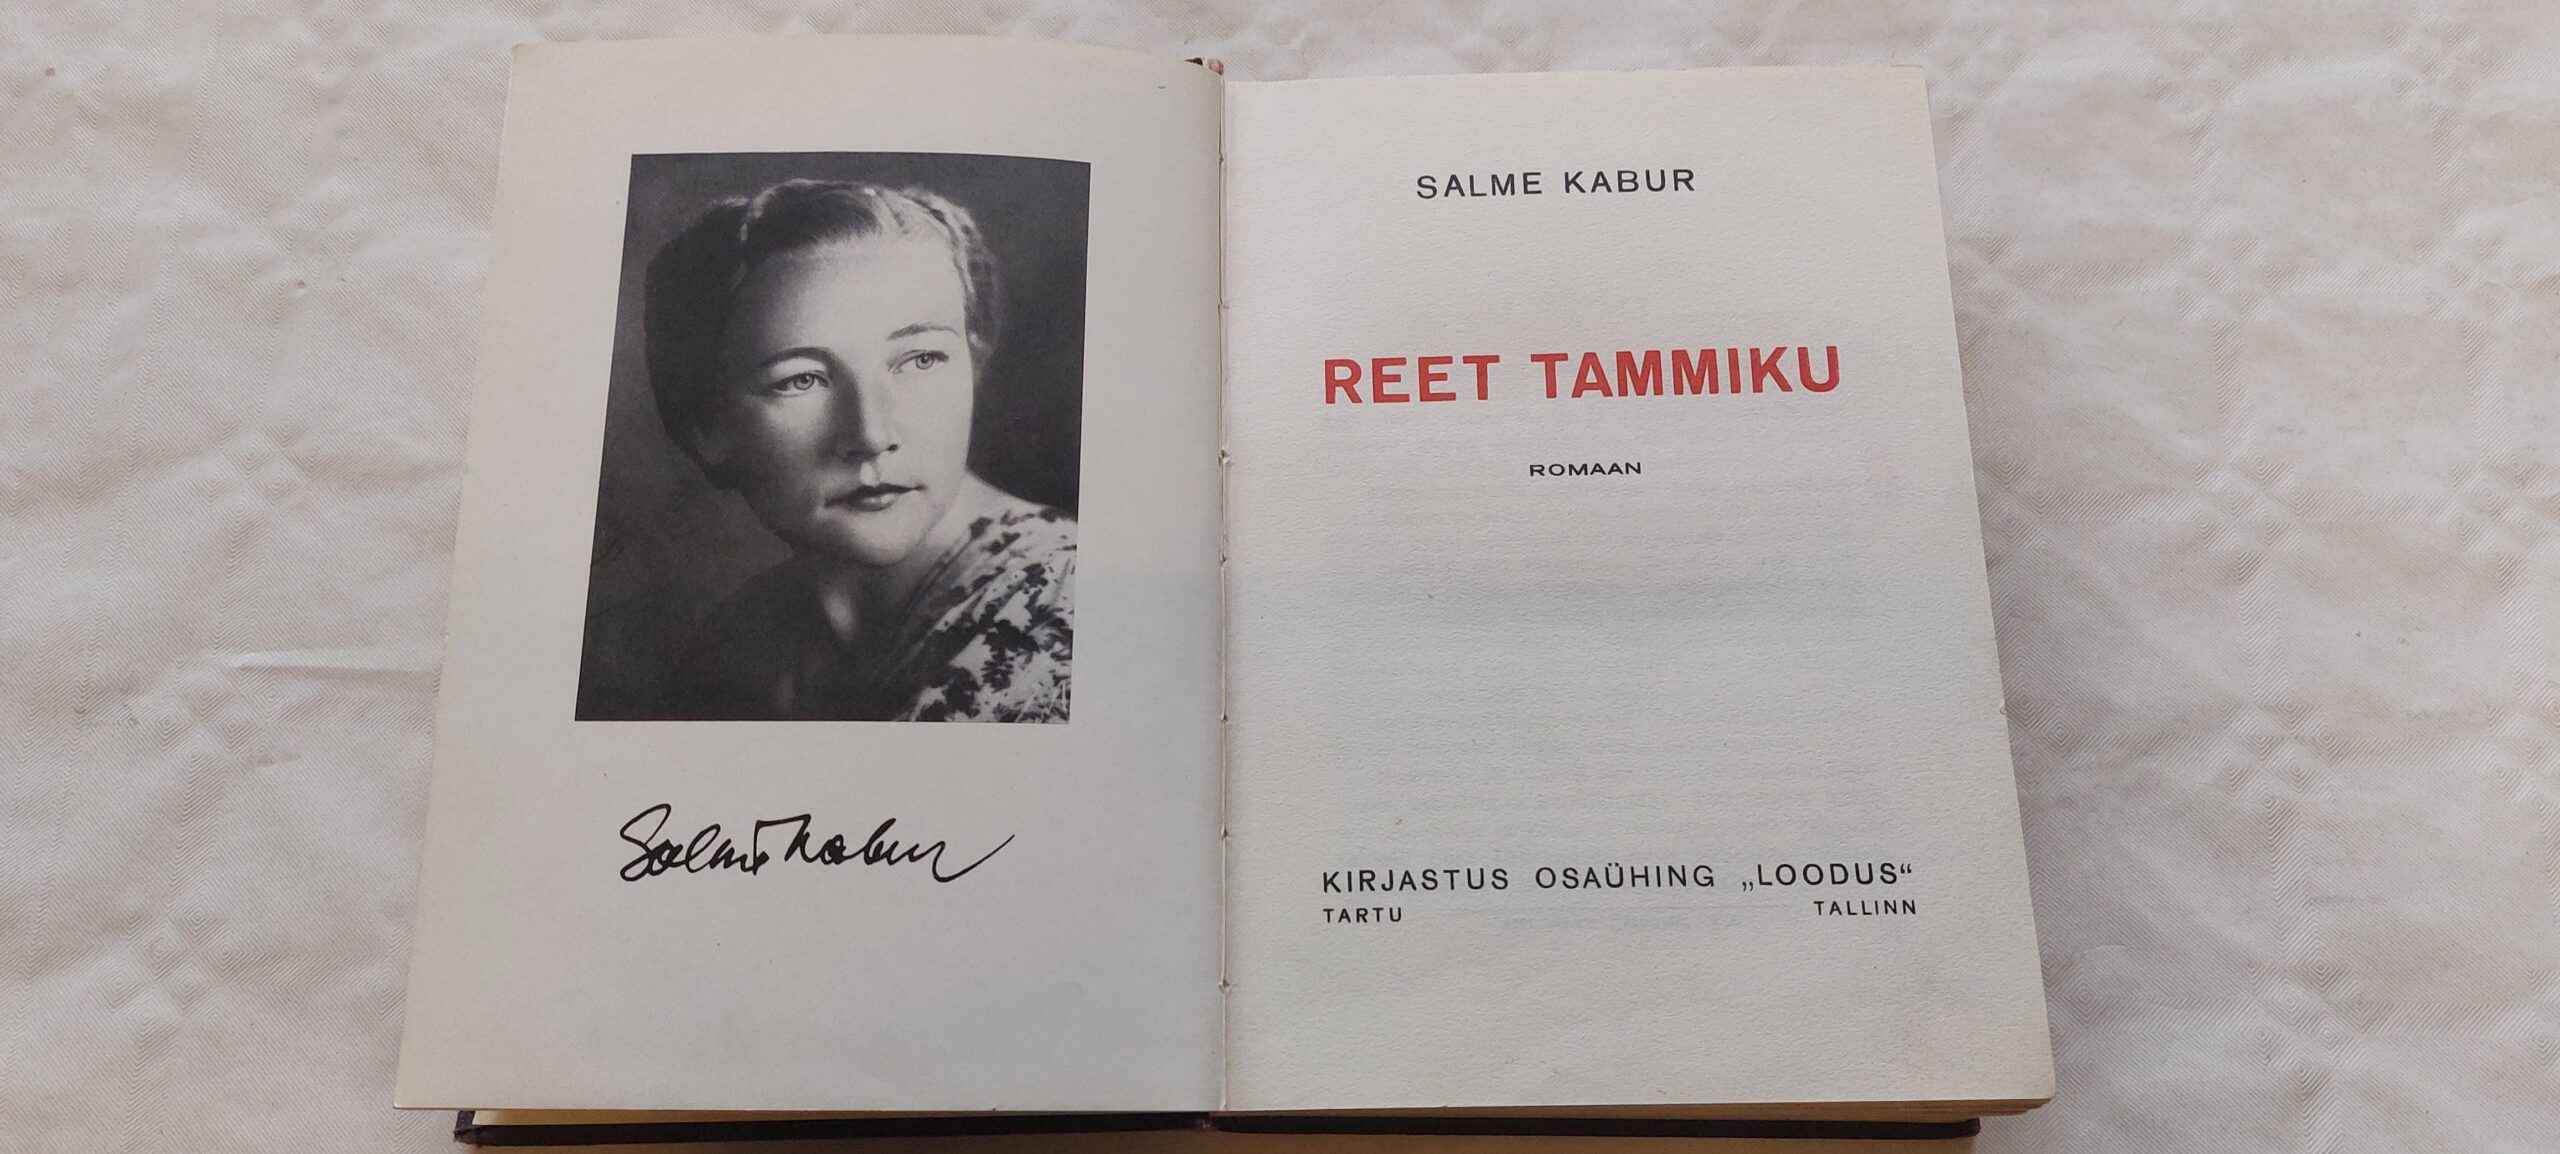 Salme Kabur
SALME KABUR
REET TAMMIKU
ROMAAN
KIRJASTUS OSAÜHING „LOODUS“
TARTU TALLINN